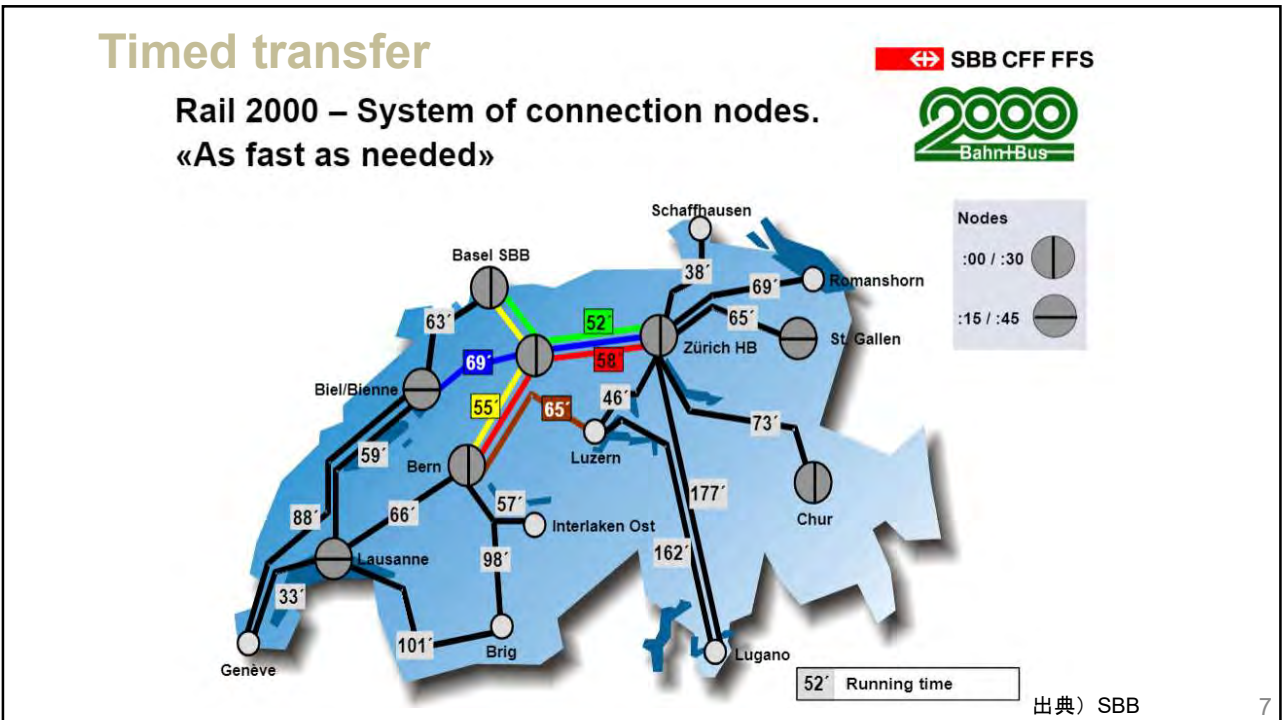 Timed transfer
SBB CFF FFS
Rail 2000 – System of connection nodes.
«As fast as needed»
2000
Bahn+Bus
Nodes
:00 / :30
:15 / :45
Schaffhausen
Basel SBB
38´
69´
Romanshorn
63´
52´
65´
St. Gallen
Zürich HB
58´
69´
Biel/Bienne
55´
65´
46´
73´
Luzern
59´
Bern
177´
Chur
57´
88´
66´
Interlaken Ost
162´
98´
Lausanne
33´
101´
Brig
Lugano
Genève
52´ Running time
出典）SBB
7